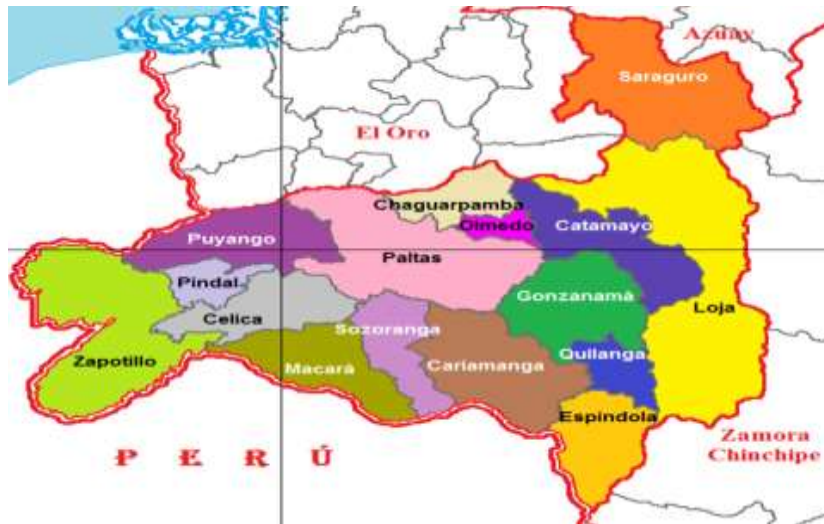 Azuay
Saraguro
El Oro
Chaguarpamba
Olmedo
Catamayo
Puyango
Paltas
Pindal
Gonzanamá
Celica
Loja
Sozoranga
Zapotillo
Macará
Cariamanga
Quilanga
Espindola
Zamora
Chinchipe
PERÚ